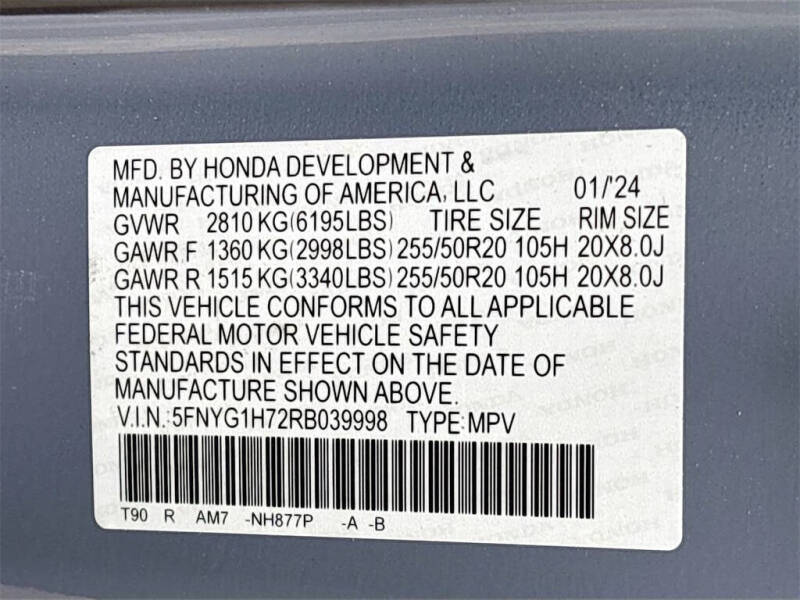 MFD. BY HONDA DEVELOPMENT &
MANUFACTURING OF AMERICA, LLC 01/'24
GVWR 2810 KG(6195LBS) TIRE SIZE RIM SIZE
GAWR F 1360 KG(2998LBS) 255/50R20 105H 20X8.0J
GAWR R 1515 KG(3340LBS) 255/50R20 105H 20X8.0J
THIS VEHICLE CONFORMS TO ALL APPLICABLE
FEDERAL MOTOR VEHICLE SAFETY
STANDARDS IN EFFECT ON THE DATE OF
MANUFACTURE SHOWN ABOVE.
V.I.N.:5FNYG1H72RB039998 TYPE:MPV
T90 R AM7 -NH877P -A -B